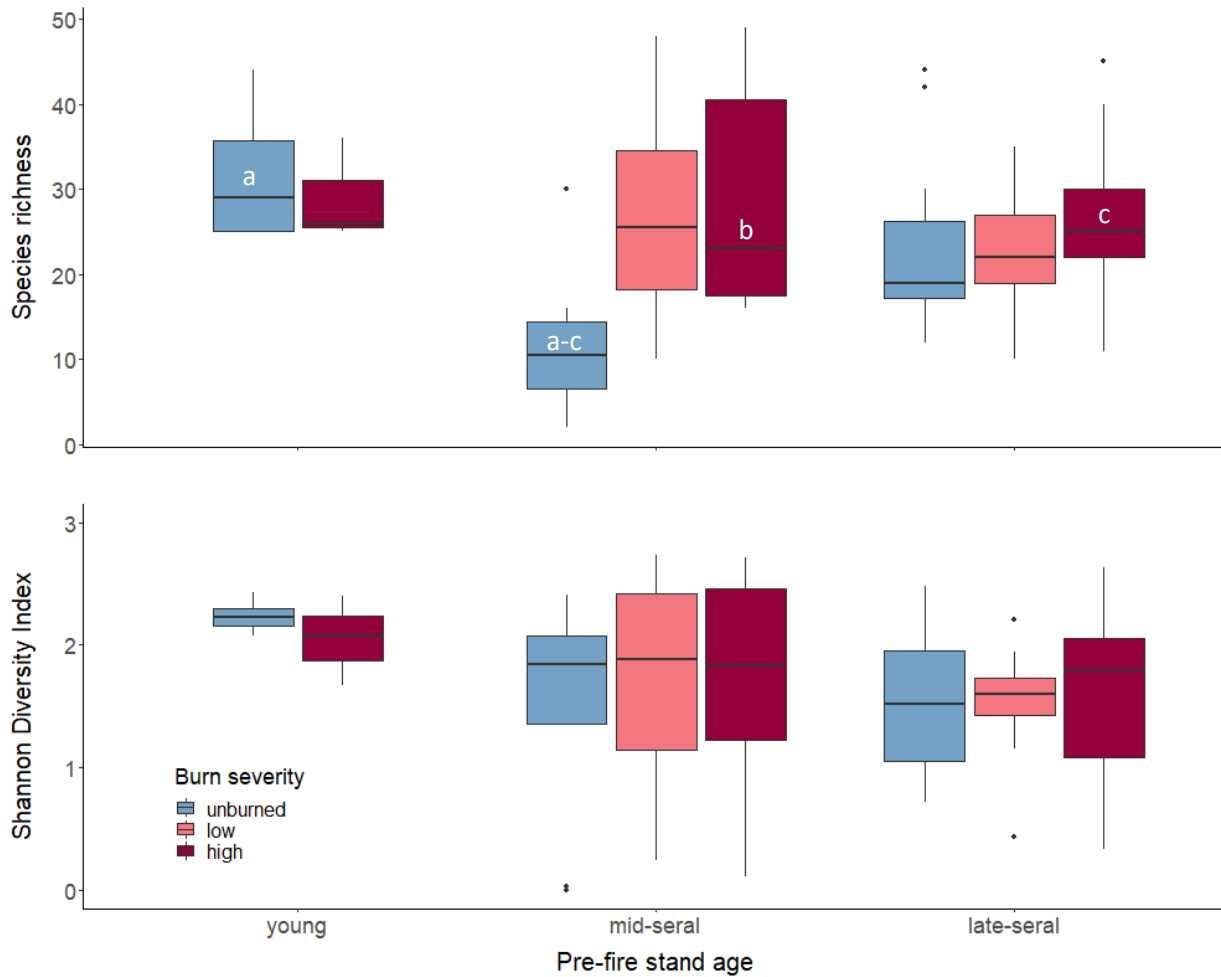 50
40
30
20
10
0
Species richness
a
a-c
b
c
3
2
1
0
Shannon Diversity Index
Burn severity
unburned
low
high
young mid-seral late-seral
Pre-fire stand age